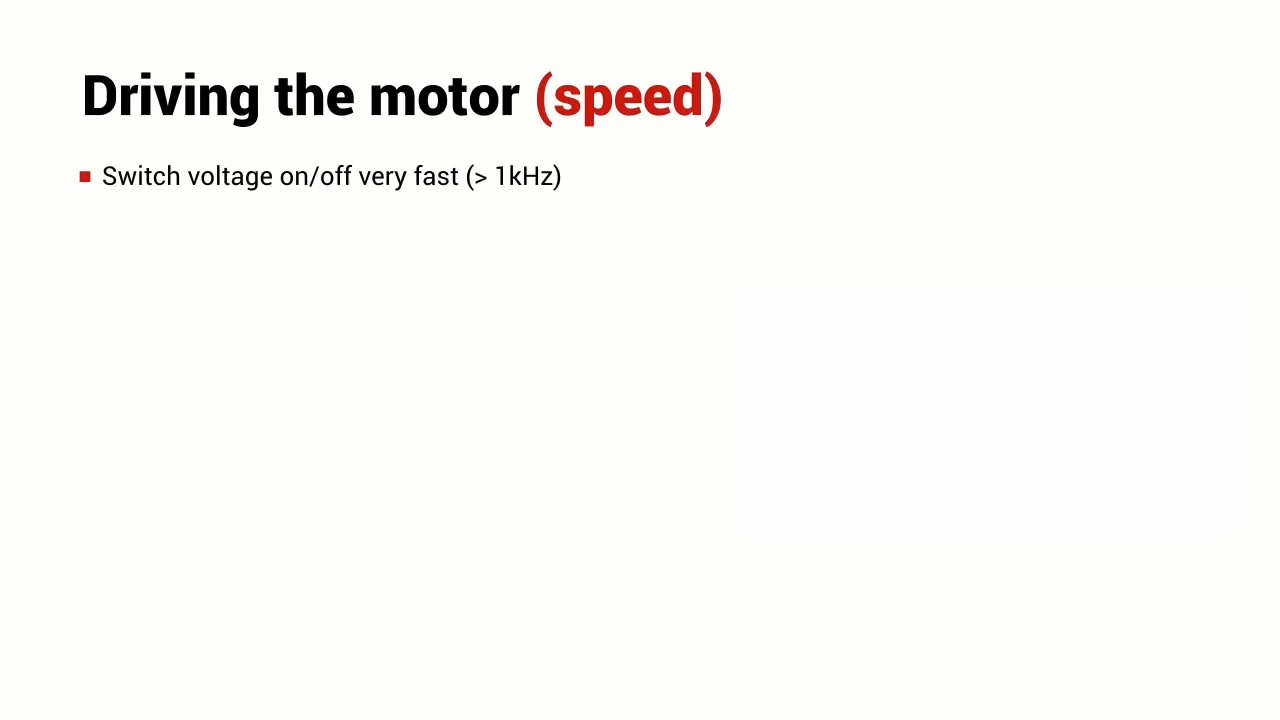 Driving the motor (speed)
Switch voltage on/off very fast (> 1kHz)